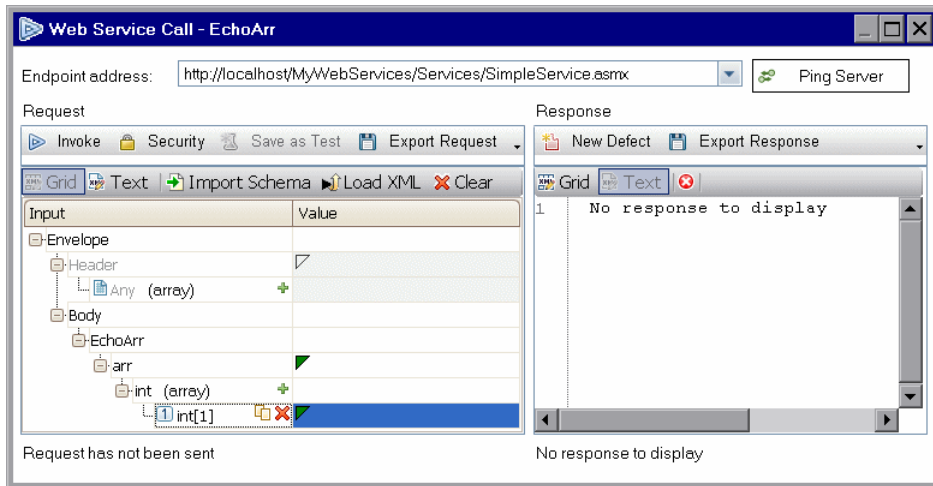 Web Service Call - EchoArr
Endpoint address: http://localhost/MyWebServices/Services/SimpleService.asmx Ping Server
Request Response
Invoke Security Save as Test Export Request New Defect Export Response
Grid Text Import Schema Load XML Clear Grid Text
Input Value 1 No response to display
Envelope
Header
Any (array)
Body
EchoArr
arr
int (array)
1 int[1]
Request has not been sent No response to display